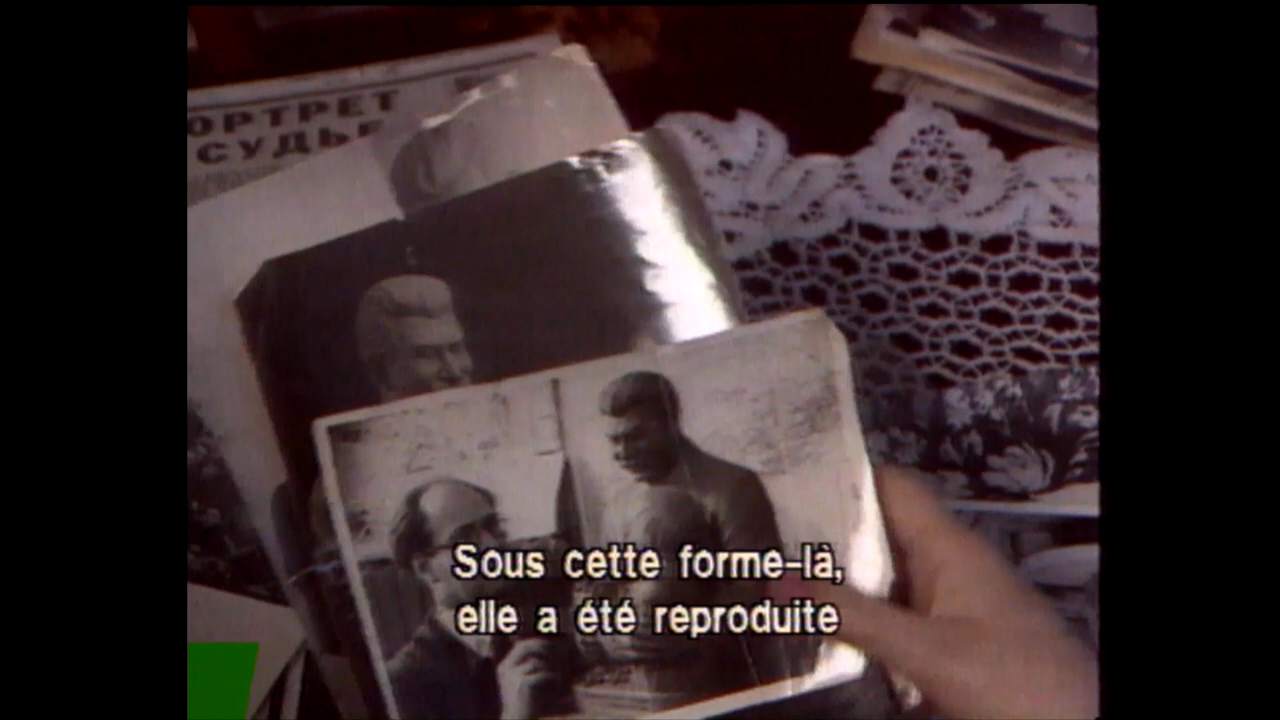 ОРТРЕТ
СУДЬБ
Sous cette forme-là,
elle a été reproduite